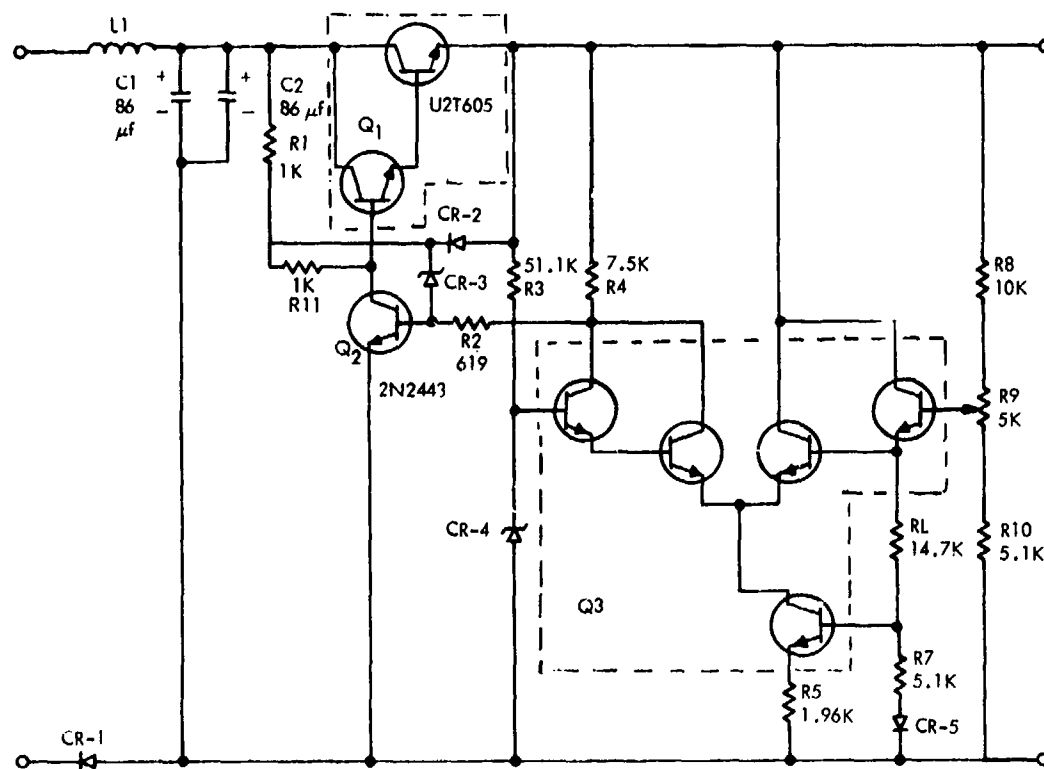 L1
C1
86
μf
C2
86 μf
R1
1K
Q1
U2T605
CR-2
CR-3
1K
R11
51.1K
R3
7.5K
R4
R8
10K
R2
619
Q2
2N2443
R9
5K
CR-4
RL
14.7K
R10
5.1K
Q3
R7
5.1K
R5
1.96K
CR-5
CR-1